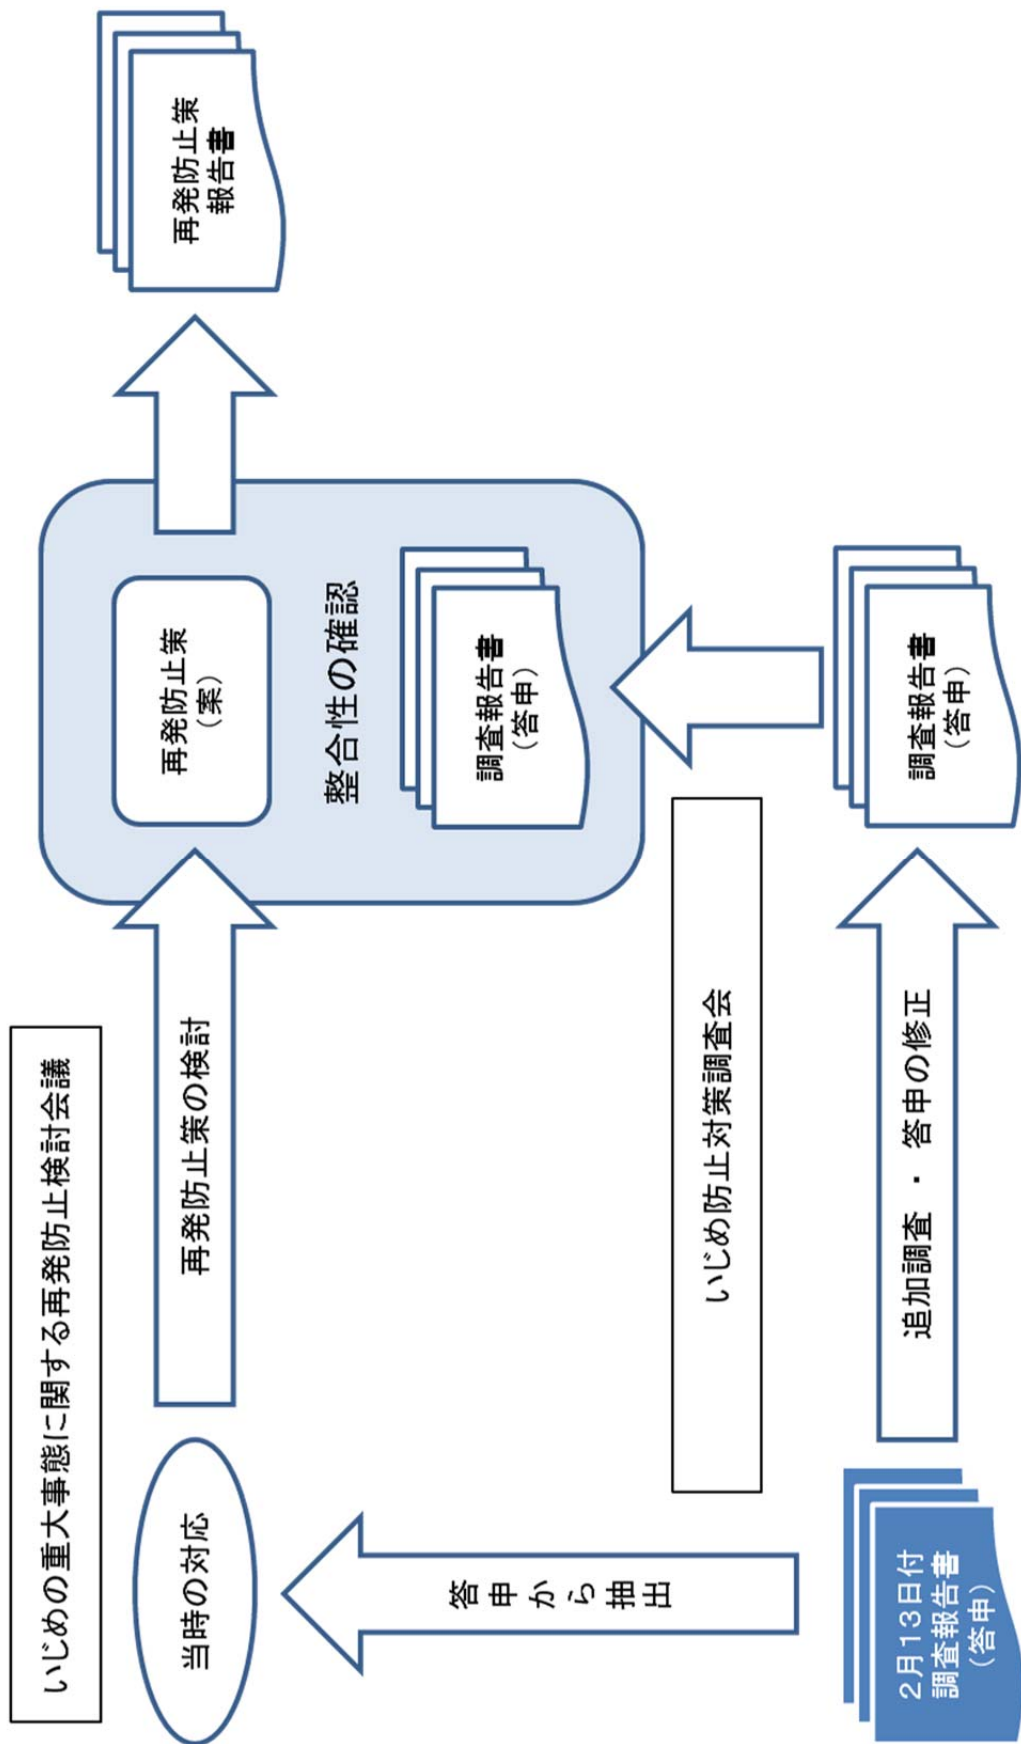 いじめの重大事態に関する再発防止検討会議
当時の対応
再発防止策の検討
再発防止策
（案）
整合性の確認
調査報告書
（答申）
再発防止策
報告書
答申から抽出
いじめ防止対策調査会
2月13日付
調査報告書
（答申）
追加調査 ・ 答申の修正
調査報告書
（答申）